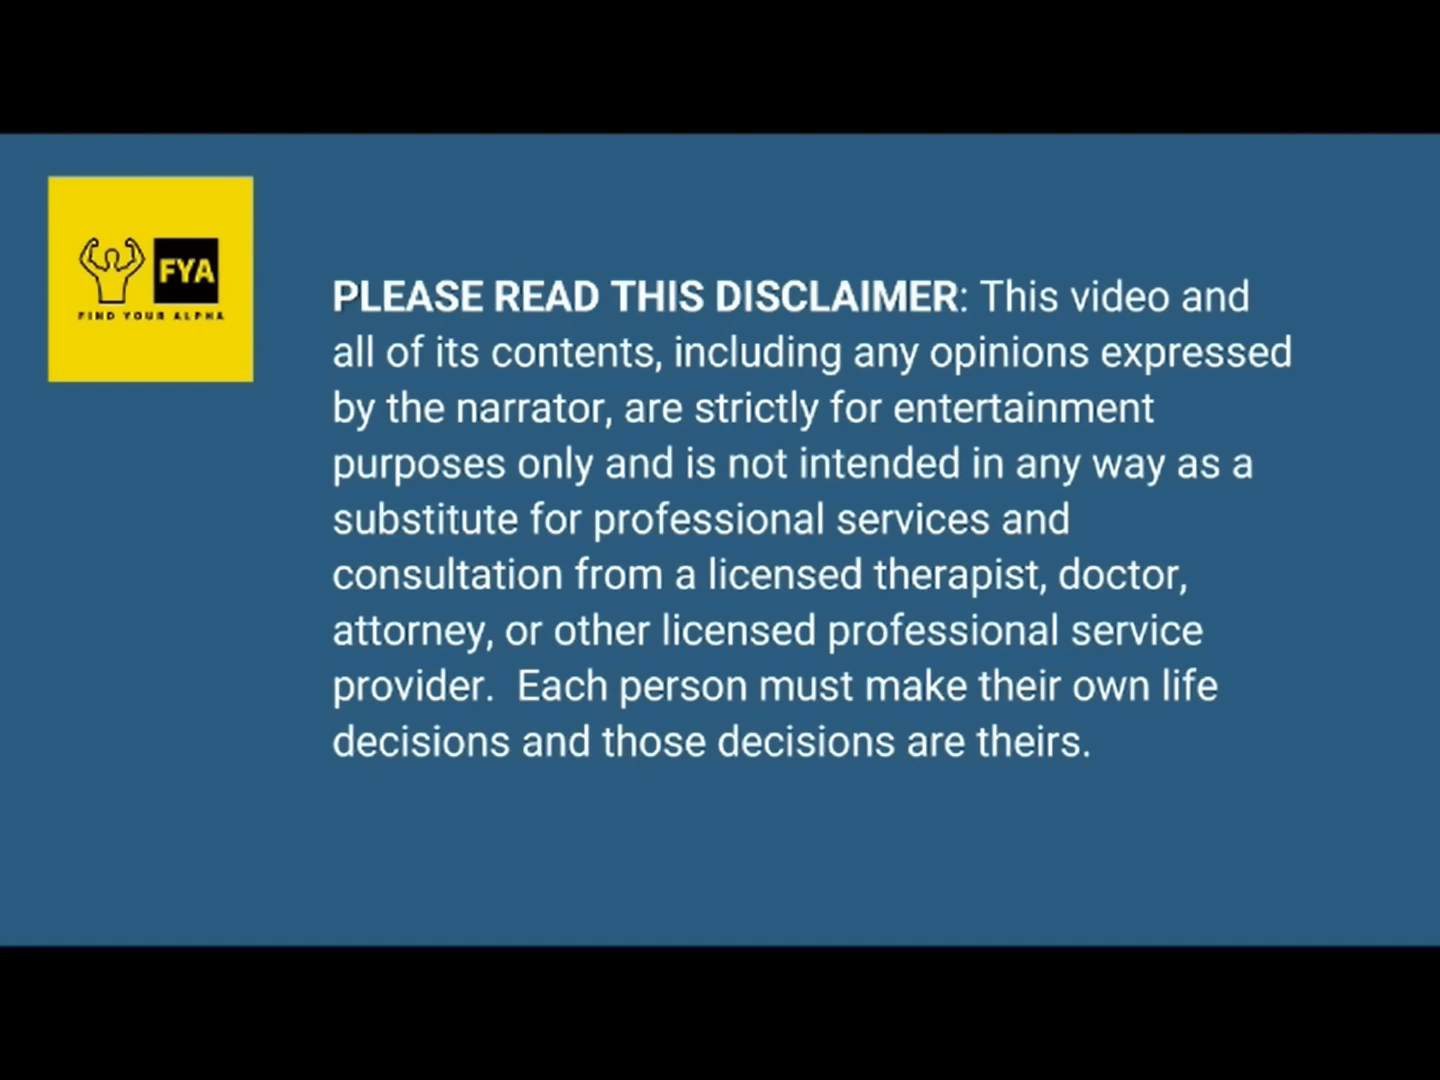 FYA
FIND YOUR ALPHA
PLEASE READ THIS DISCLAIMER: This video and
all of its contents, including any opinions expressed
by the narrator, are strictly for entertainment
purposes only and is not intended in any way as a
substitute for professional services and
consultation from a licensed therapist, doctor,
attorney, or other licensed professional service
provider.  Each person must make their own life
decisions and those decisions are theirs.